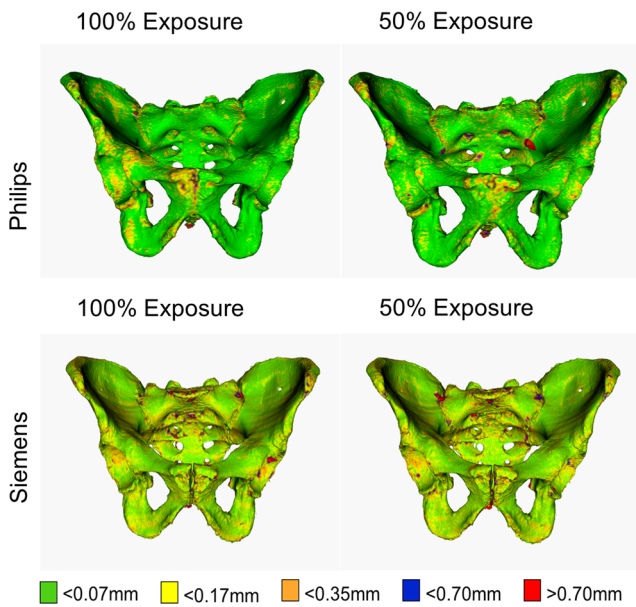 100% Exposure
50% Exposure
Philips
100% Exposure
50% Exposure
Siemens
<0.07mm
<0.17mm
<0.35mm
<0.70mm
>0.70mm